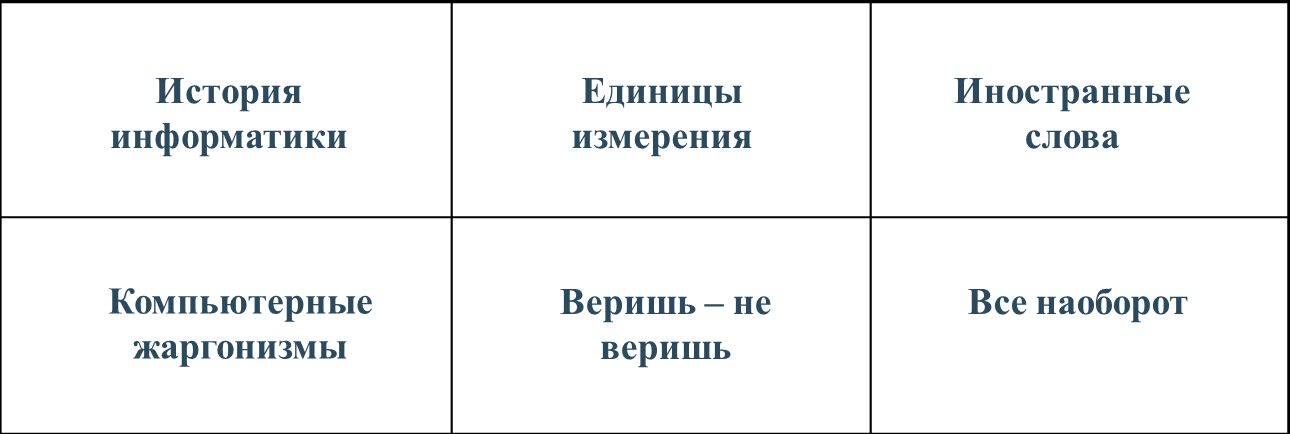 История
информатики
Единицы
измерения
Иностранные
слова
Компьютерные
жаргонизмы
Веришь – не
веришь
Все наоборот